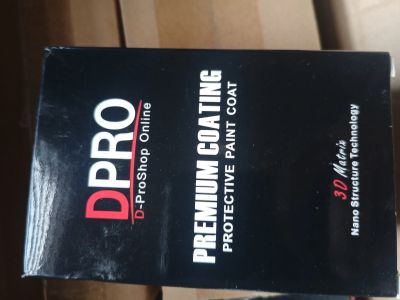 DPRO
D-ProShop Online
PREMIUM COATING
PROTECTIVE PAINT COAT
3D Matrix
Nano Structure Technology